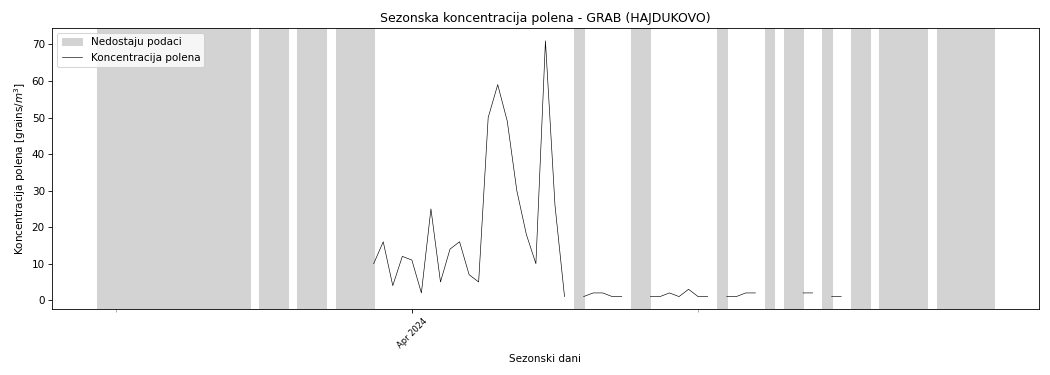 Sezonska koncentracija polena - GRAB (HAJDUKOVO)
Nedostaju podaci
Koncentracija polena
Koncentracija polena [grains/m³]
70
60
50
40
30
20
10
0
Apr 2024
Sezonski dani